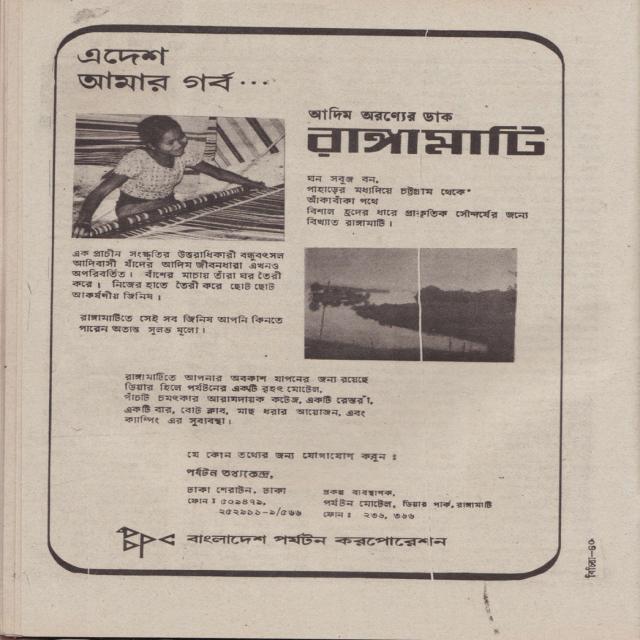 এদেশ
আমার গর্ব...
আদিম অরণ্যের ডাক
রাঙ্গামাটি
ঘন সবুজ বন,
পাহাড়ের মধ্যদিয়ে চট্টগ্রাম থেকে
আঁকাবাঁকা পথে
বিশাল হ্রদের ধারে প্রাকৃতিক সৌন্দর্যের জন্যে
বিখ্যাত রাঙ্গামাটি।
এক প্রাচীন সংস্কৃতির উত্তরাধিকারী বন্ধুবৎসল
আদিবাসী যাঁদের আদিম জীবনধারা এখনও
অপরিবর্তিত। বাঁশের মাচায় তাঁরা ঘর তৈরী
করে। নিজের হাতে তৈরী করে ছোট ছোট
আকর্ষণীয় জিনিষ।
রাঙ্গামাটিতে সেই সব জিনিষ আপনি কিনতে
পারেন অত্যন্ত সুলভ মূল্যে।
রাঙ্গামাটিতে আপনার অবকাশ যাপনের জন্য রয়েছে
ডিয়ার হিলে পর্যটনের একটি বৃহৎ মোটেল,
পাঁচটি চমৎকার আরামদায়ক কটেজ, একটি রেস্তরাঁ,
একটি বার, বোট ক্লাব, মাছ ধরার আয়োজন, এবং
ক্যাম্পিং এর সুব্যবস্থা।
যে কোন তথ্যের জন্য যোগাযোগ করুন :
পর্যটন তথ্যকেন্দ্র,
ঢাকা শেরাটন, ঢাকা
ফোন : ৫০৯৪৭৯,
২৫২৯১১-৯/৫৬৬
প্রকল্প ব্যবস্থাপক,
পর্যটন মোটেল, ডিয়ার পার্ক, রাঙ্গামাটি
ফোন : ২৩৬, ৩৬৬
BPC বাংলাদেশ পর্যটন করপোরেশন